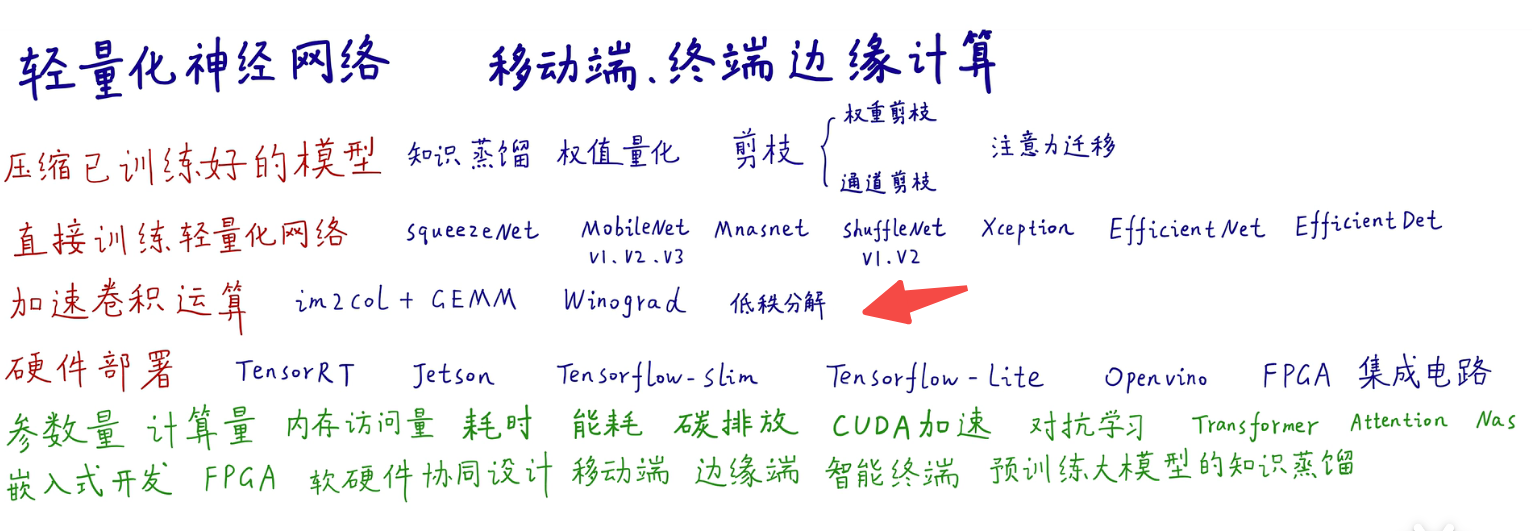 轻量化神经网络 移动端、终端边缘计算
权重剪枝
压缩已训练好的模型 知识蒸馏 权值量化 剪枝 注意力迁移
通道剪枝
直接训练轻量化网络 squeezeNet MobileNet Mnasnet shuffleNet Xception EfficientNet EfficientDet
V1.V2.V3 V1.V2
加速卷积运算 im2col + GEMM Winograd 低秩分解
硬件部署 TensorRT Jetson Tensorflow-slim Tensorflow-Lite Openvino FPGA 集成电路
参数量 计算量 内存访问量 耗时 能耗 碳排放 CUDA加速 对抗学习 Transformer Attention Nas
嵌入式开发 FPGA 软硬件协同设计 移动端 边缘端 智能终端 预训练大模型的知识蒸馏